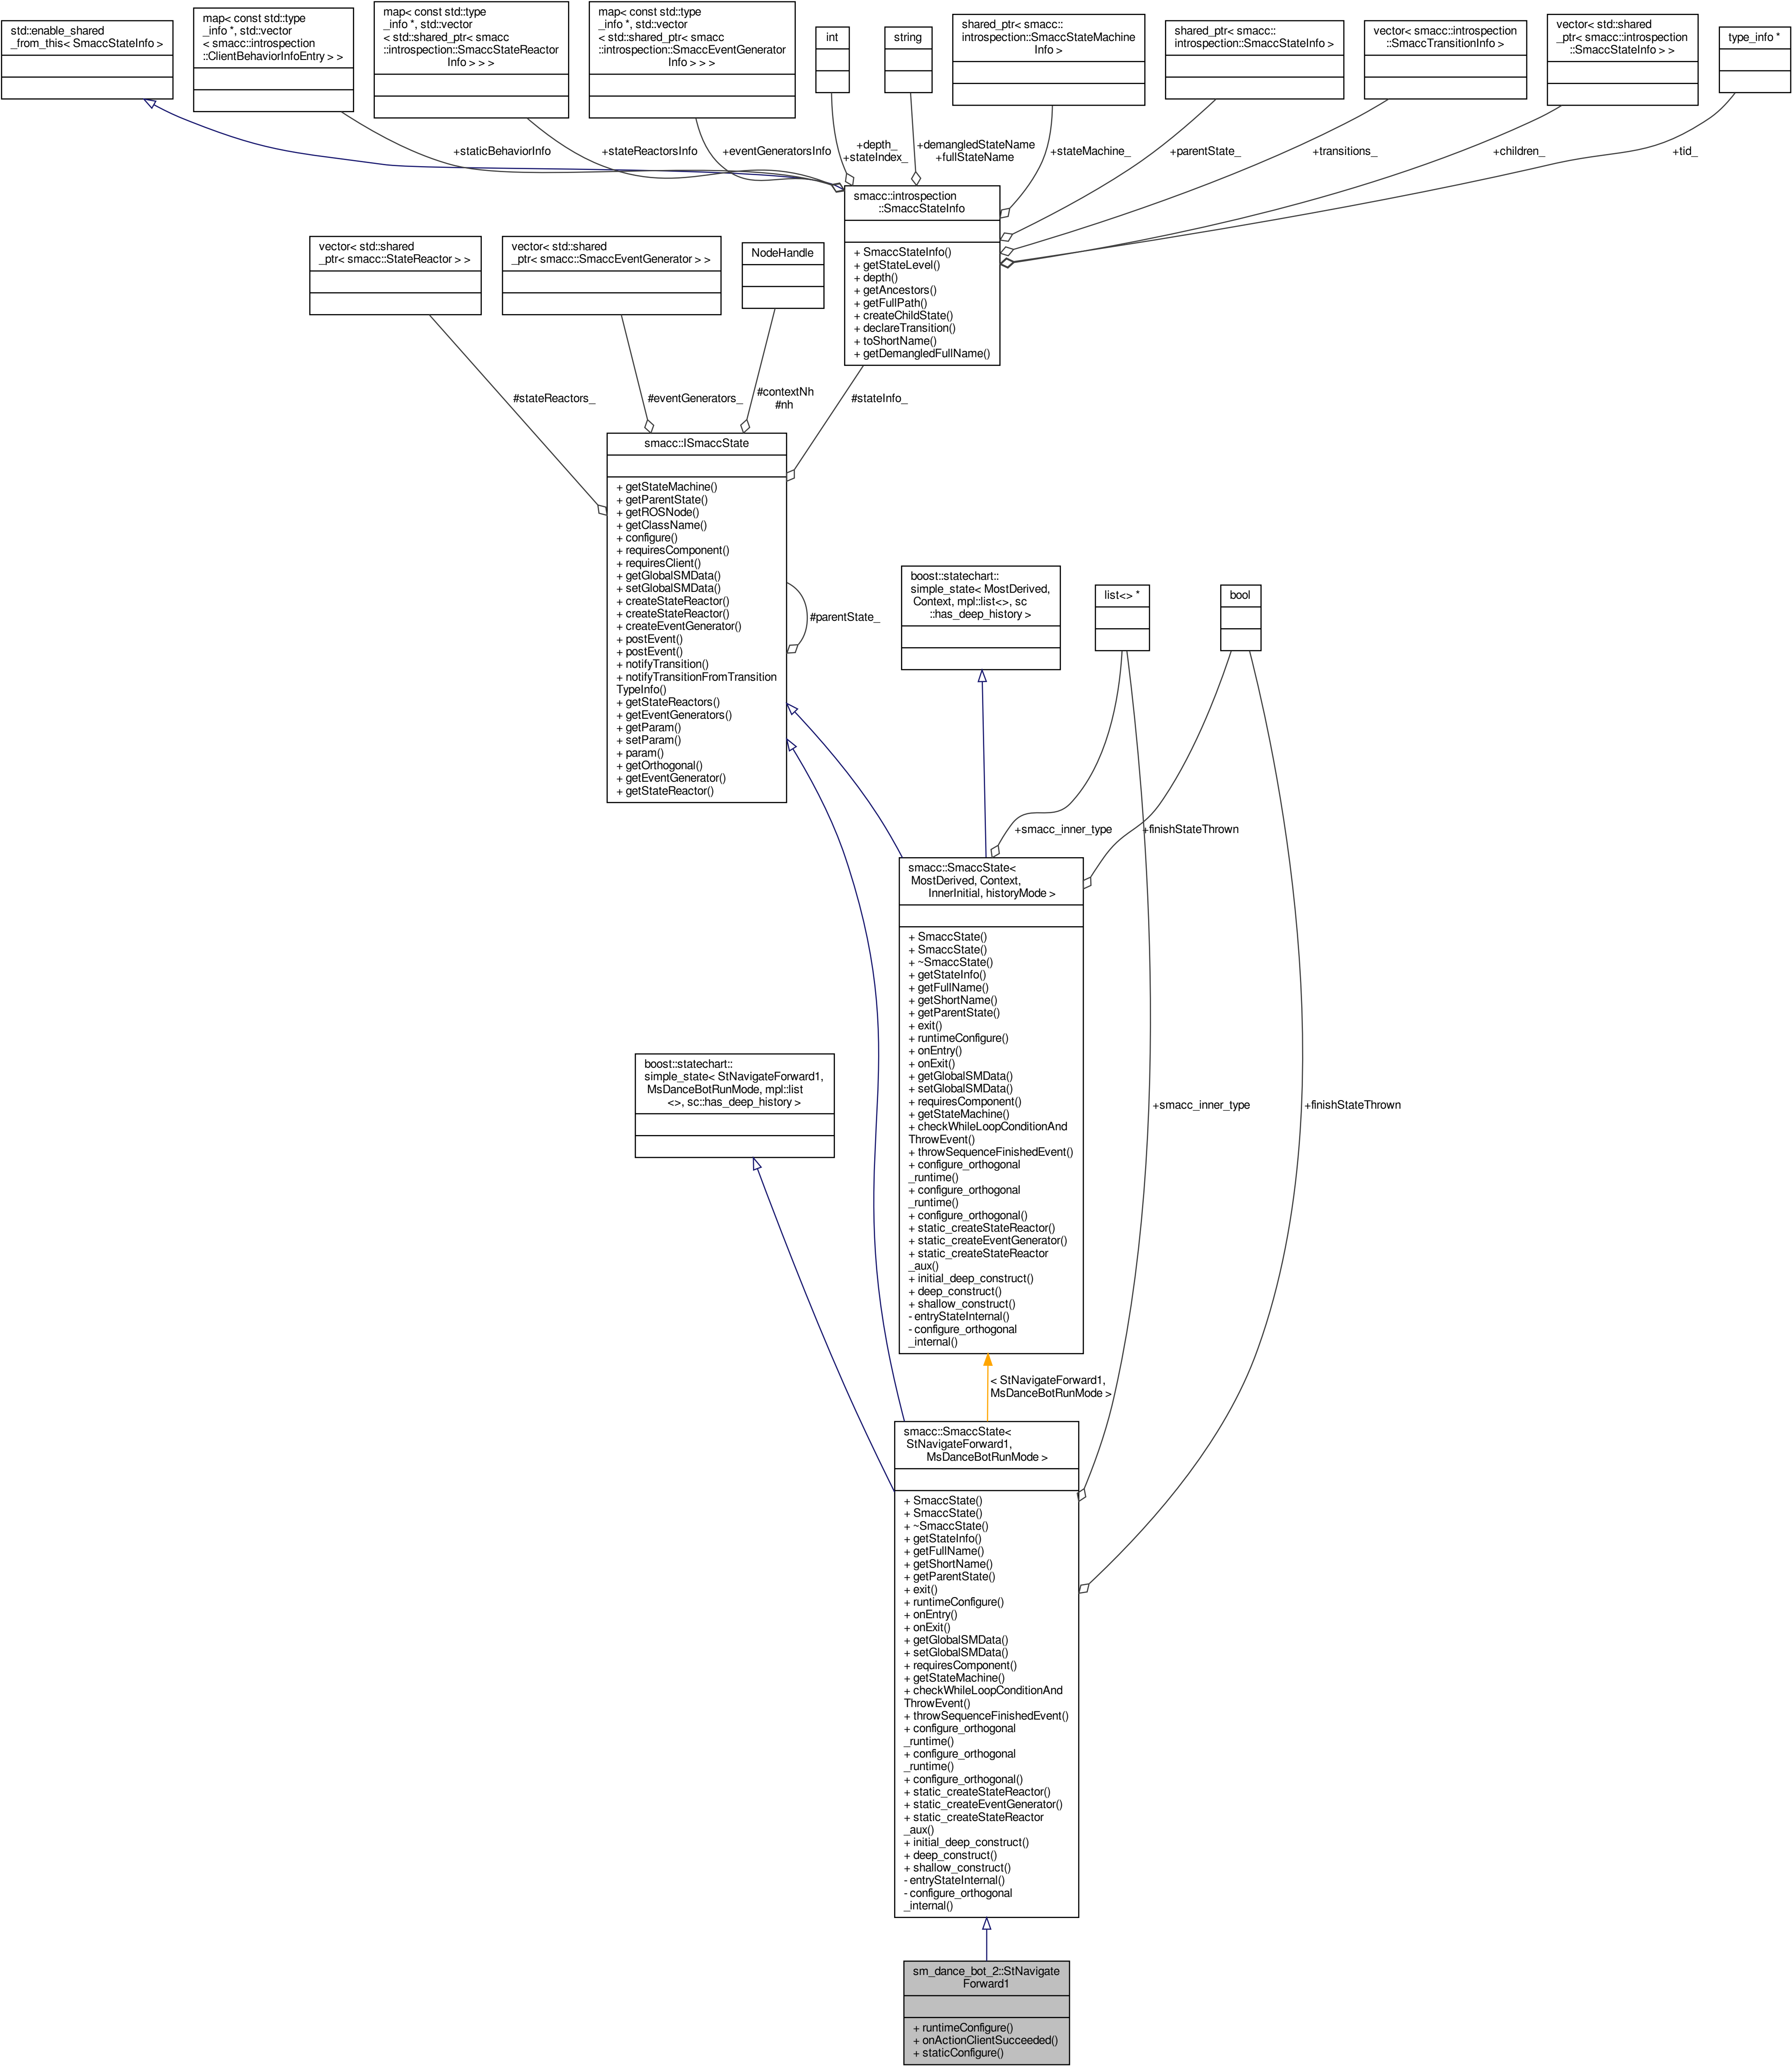 std::enable_shared
_from_this< SmaccStateInfo >
map< const std::type
_info *, std::vector
< smacc::introspection
::ClientBehaviorInfoEntry > >
map< const std::type
_info *, std::vector
< std::shared_ptr< smacc
::introspection::SmaccStateReactor
Info > > >
map< const std::type
_info *, std::vector
< std::shared_ptr< smacc
::introspection::SmaccEventGenerator
Info > > >
int
string
shared_ptr< smacc::
introspection::SmaccStateMachine
Info >
shared_ptr< smacc::
introspection::SmaccStateInfo >
vector< smacc::introspection
::SmaccTransitionInfo >
vector< std::shared
_ptr< smacc::introspection
::SmaccStateInfo > >
type_info *
+staticBehaviorInfo
+stateReactorsInfo
+eventGeneratorsInfo
+depth_
+stateIndex_
+demangledStateName
+fullStateName
+stateMachine_
+parentState_
+transitions_
+children_
+tid_
smacc::introspection
::SmaccStateInfo
+ SmaccStateInfo()
+ getStateLevel()
+ depth()
+ getAncestors()
+ getFullPath()
+ createChildState()
+ declareTransition()
+ toShortName()
+ getDemangledFullName()
vector< std::shared
_ptr< smacc::StateReactor > >
vector< std::shared
_ptr< smacc::SmaccEventGenerator > >
NodeHandle
#stateReactors_
#eventGenerators_
#contextNh
#nh
#stateInfo_
smacc::ISmaccState
+ getStateMachine()
+ getParentState()
+ getROSNode()
+ getClassName()
+ configure()
+ requiresComponent()
+ requiresClient()
+ getGlobalSMData()
+ setGlobalSMData()
+ createStateReactor()
+ createStateReactor()
+ createEventGenerator()
+ postEvent()
+ postEvent()
+ notifyTransition()
+ notifyTransitionFromTransition
TypeInfo()
+ getStateReactors()
+ getEventGenerators()
+ getParam()
+ setParam()
+ param()
+ getOrthogonal()
+ getEventGenerator()
+ getStateReactor()
#parentState_
boost::statechart::
simple_state< MostDerived,
Context, mpl::list<>, sc
::has_deep_history >
list<> *
bool
+smacc_inner_type
+finishStateThrown
smacc::SmaccState<
MostDerived, Context,
InnerInitial, historyMode >
+ SmaccState()
+ SmaccState()
+ ~SmaccState()
+ getStateInfo()
+ getFullName()
+ getShortName()
+ getParentState()
+ exit()
+ runtimeConfigure()
+ onEntry()
+ onExit()
+ getGlobalSMData()
+ setGlobalSMData()
+ requiresComponent()
+ getStateMachine()
+ checkWhileLoopConditionAnd
ThrowEvent()
+ throwSequenceFinishedEvent()
+ configure_orthogonal
_runtime()
+ configure_orthogonal
_runtime()
+ configure_orthogonal()
+ static_createStateReactor()
+ static_createEventGenerator()
+ static_createStateReactor
_aux()
+ initial_deep_construct()
+ deep_construct()
+ shallow_construct()
- entryStateInternal()
- configure_orthogonal
_internal()
boost::statechart::
simple_state< StNavigateForward1,
MsDanceBotRunMode, mpl::list
<>, sc::has_deep_history >
+smacc_inner_type
+finishStateThrown
< StNavigateForward1,
MsDanceBotRunMode >
smacc::SmaccState<
StNavigateForward1,
MsDanceBotRunMode >
+ SmaccState()
+ SmaccState()
+ ~SmaccState()
+ getStateInfo()
+ getFullName()
+ getShortName()
+ getParentState()
+ exit()
+ runtimeConfigure()
+ onEntry()
+ onExit()
+ getGlobalSMData()
+ setGlobalSMData()
+ requiresComponent()
+ getStateMachine()
+ checkWhileLoopConditionAnd
ThrowEvent()
+ throwSequenceFinishedEvent()
+ configure_orthogonal
_runtime()
+ configure_orthogonal
_runtime()
+ configure_orthogonal()
+ static_createStateReactor()
+ static_createEventGenerator()
+ static_createStateReactor
_aux()
+ initial_deep_construct()
+ deep_construct()
+ shallow_construct()
- entryStateInternal()
- configure_orthogonal
_internal()
sm_dance_bot_2::StNavigate
Forward1
+ runtimeConfigure()
+ onActionClientSucceeded()
+ staticConfigure()